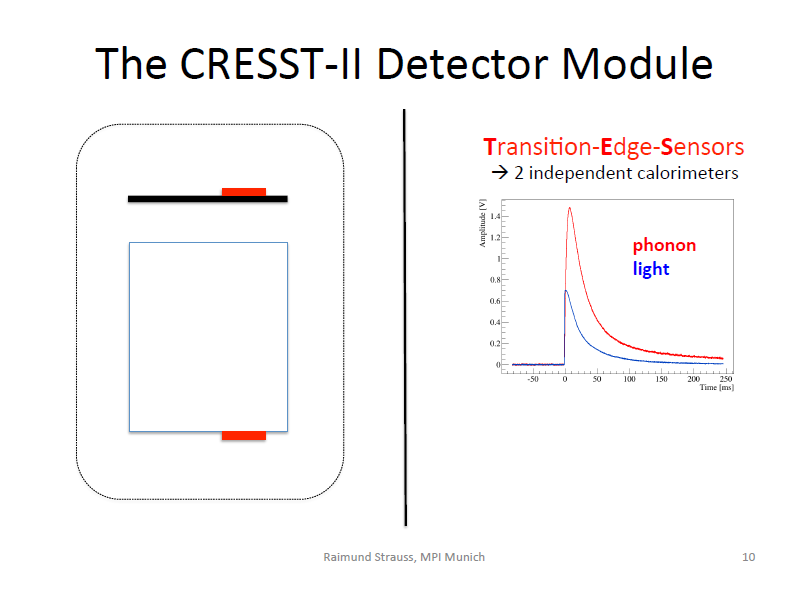 The CRESST-II Detector Module
Transition-Edge-Sensors
→ 2 independent calorimeters
Amplitude [V]
1.4
1.2
1
0.8
0.6
0.4
0.2
0
phonon
light
-50 0 50 100 150 200 250
Time [ms]
Raimund Strauss, MPI Munich
10